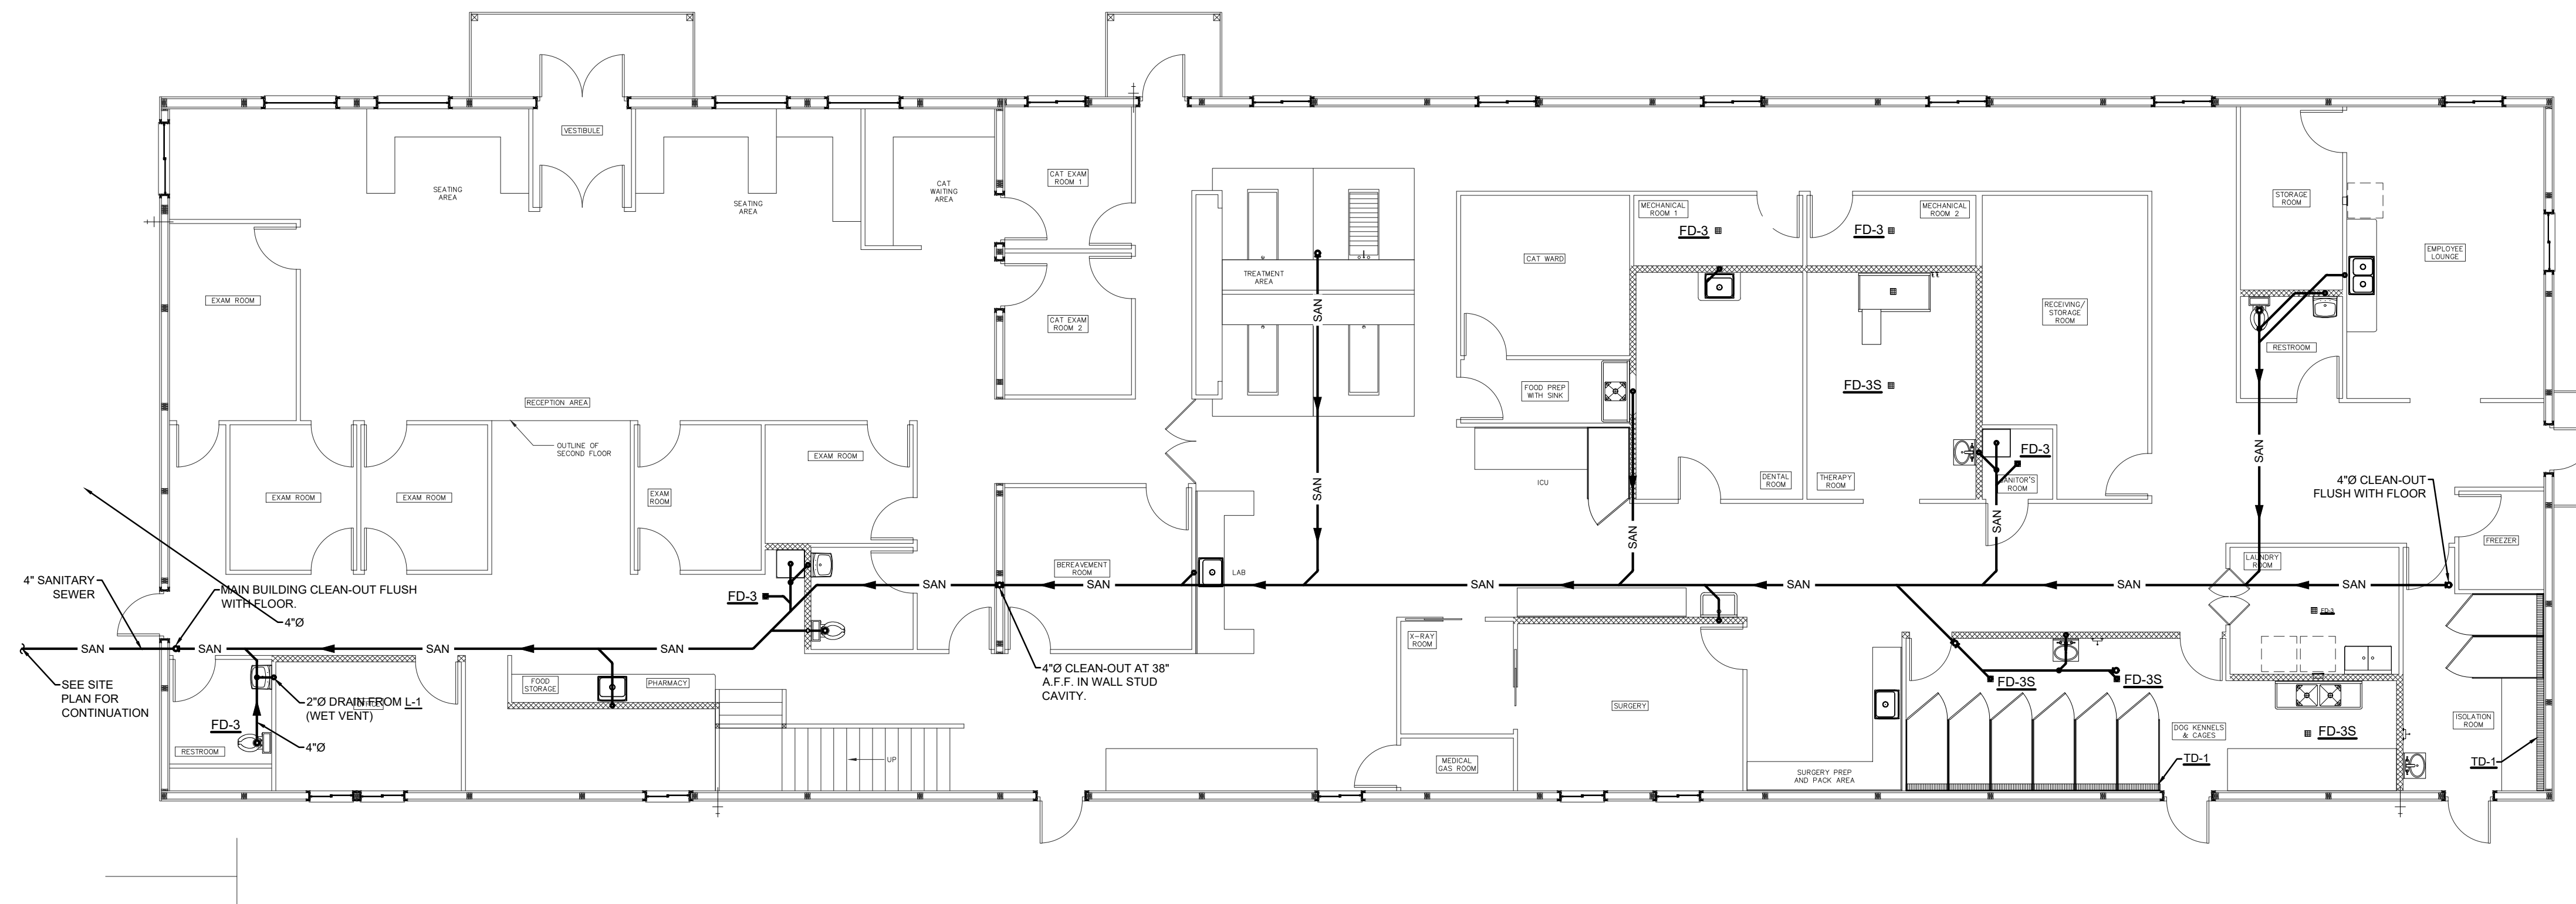 VESTIBULE
SEATING
AREA
SEATING
AREA
CAT
WAITING
AREA
CAT EXAM
ROOM 1
CAT EXAM
ROOM 2
EXAM ROOM
RECEPTION AREA
OUTLINE OF
SECOND FLOOR
EXAM ROOM
EXAM ROOM
EXAM
ROOM
EXAM ROOM
TREATMENT
AREA
SAN
SAN
CAT WARD
MECHANICAL
ROOM 1
FD-3
MECHANICAL
ROOM 2
FD-3
FOOD PREP
WITH SINK
ICU
SAN
DENTAL
ROOM
THERAPY
ROOM
FD-3S
RECEIVING/
STORAGE
ROOM
FD-3
JANITOR'S
ROOM
SAN
STORAGE
ROOM
EMPLOYEE
LOUNGE
RESTROOM
SAN
4"Ø CLEAN-OUT
FLUSH WITH FLOOR
FREEZER
LAUNDRY
ROOM
BEREAVEMENT
ROOM
LAB
4" SANITARY
SEWER
MAIN BUILDING CLEAN-OUT FLUSH
WITH FLOOR.
4"Ø
FD-3
SAN
SAN
SAN
SAN
SAN
SAN
SAN
SAN
FD-3
SAN
SAN
SAN
SAN
SEE SITE
PLAN FOR
CONTINUATION
2"Ø DRAIN FROM L-1
(WET VENT)
FD-3
4"Ø
RESTROOM
FOOD
STORAGE
PHARMACY
UP
4"Ø CLEAN-OUT AT 38"
A.F.F. IN WALL STUD
CAVITY.
X-RAY
ROOM
MEDICAL
GAS ROOM
SURGERY
SURGERY PREP
AND PACK AREA
FD-3S
FD-3S
DOG KENNELS
& CAGES
TD-1
FD-3S
ISOLATION
ROOM
TD-1